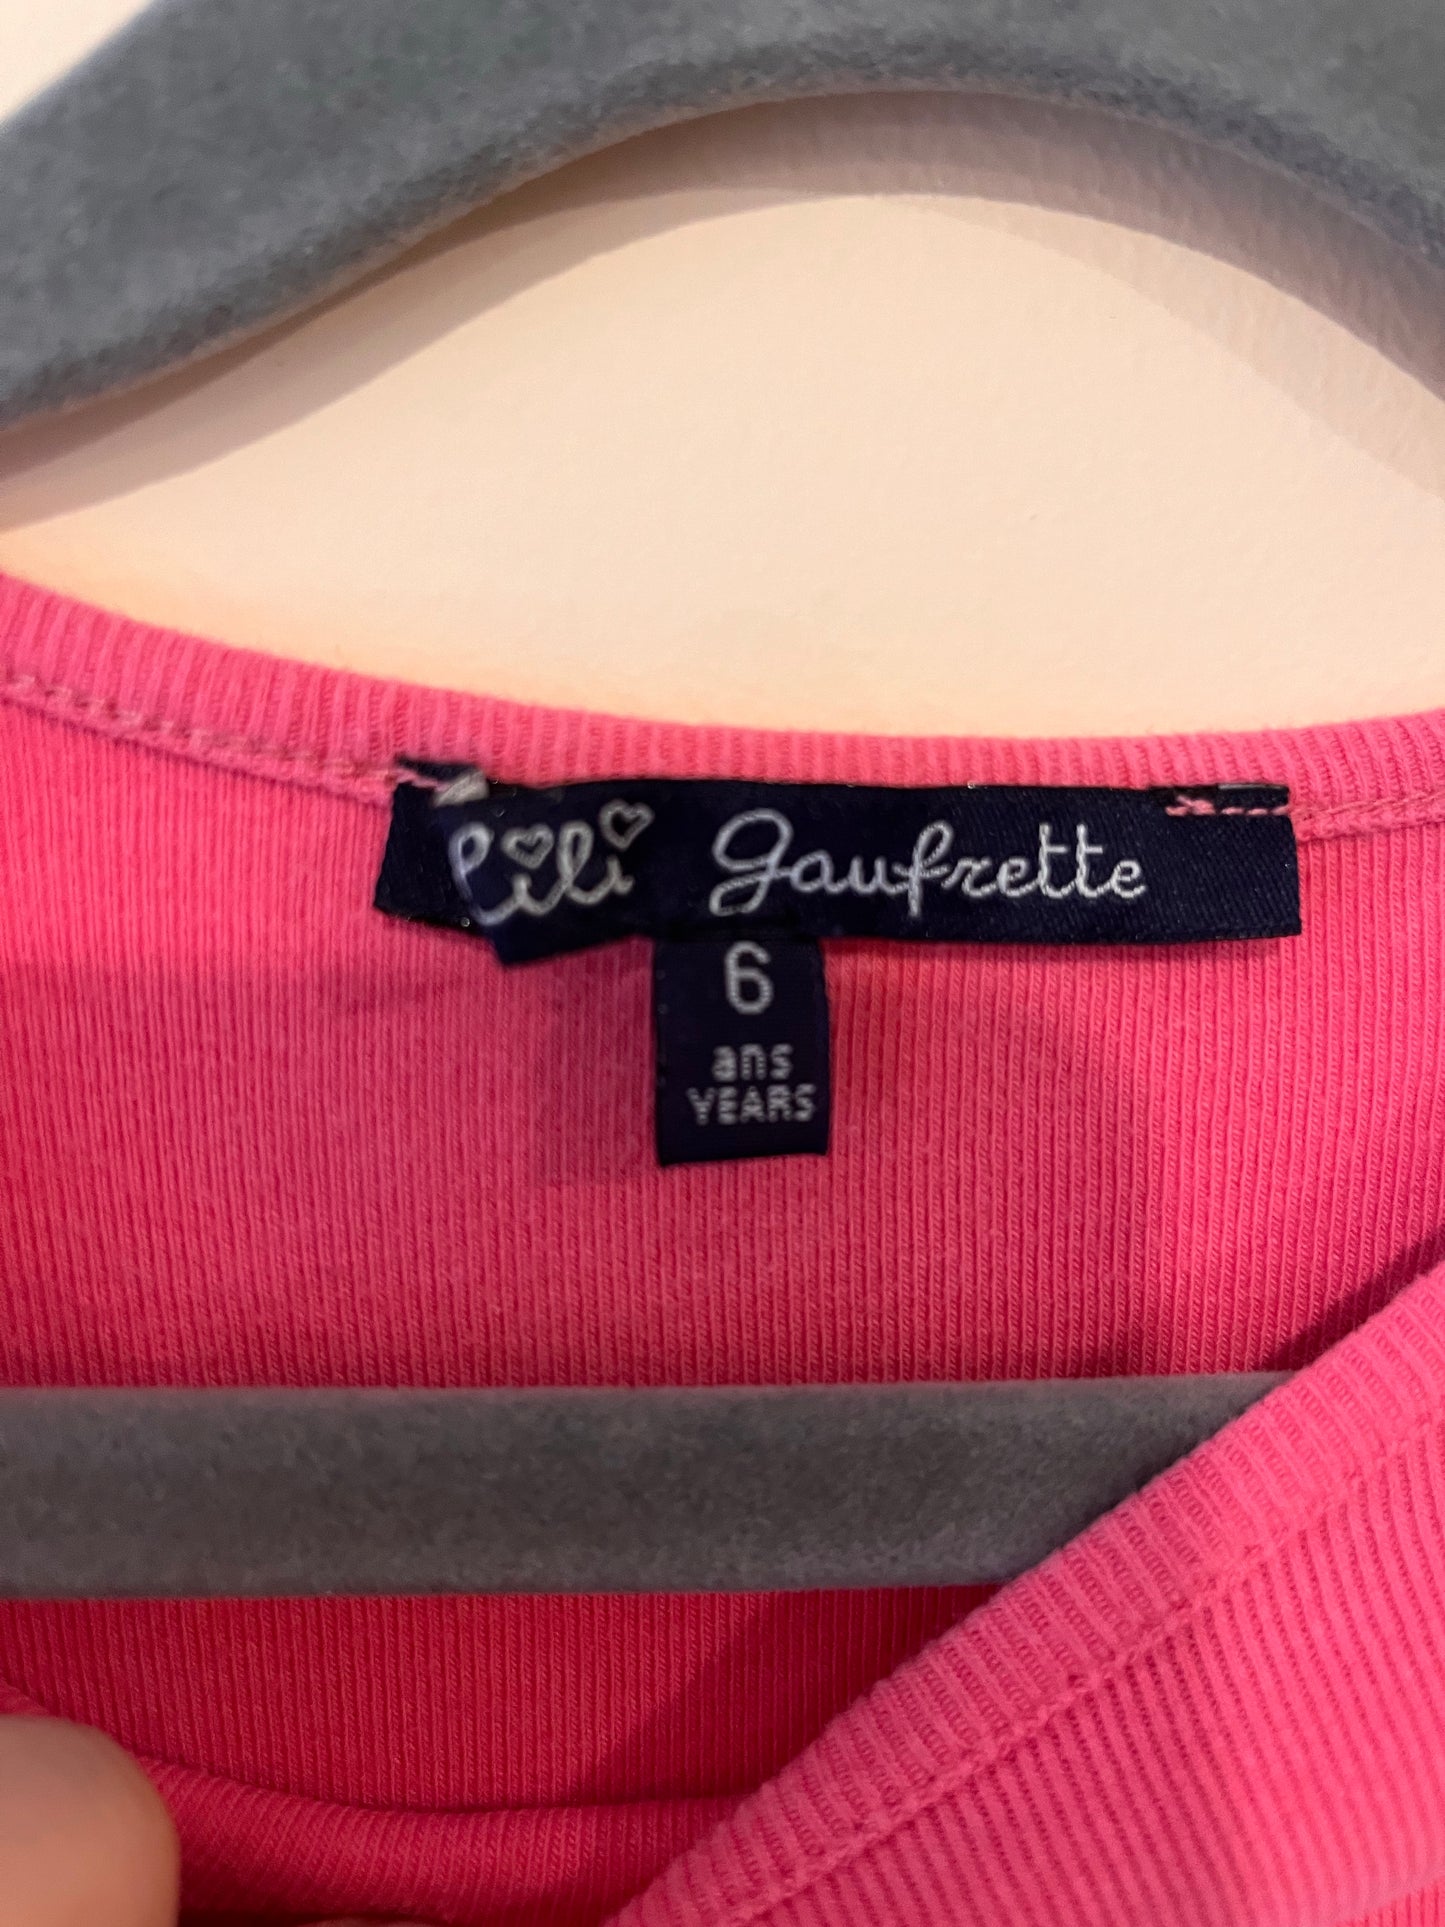 Lili gaufrette
6
ans
YEARS